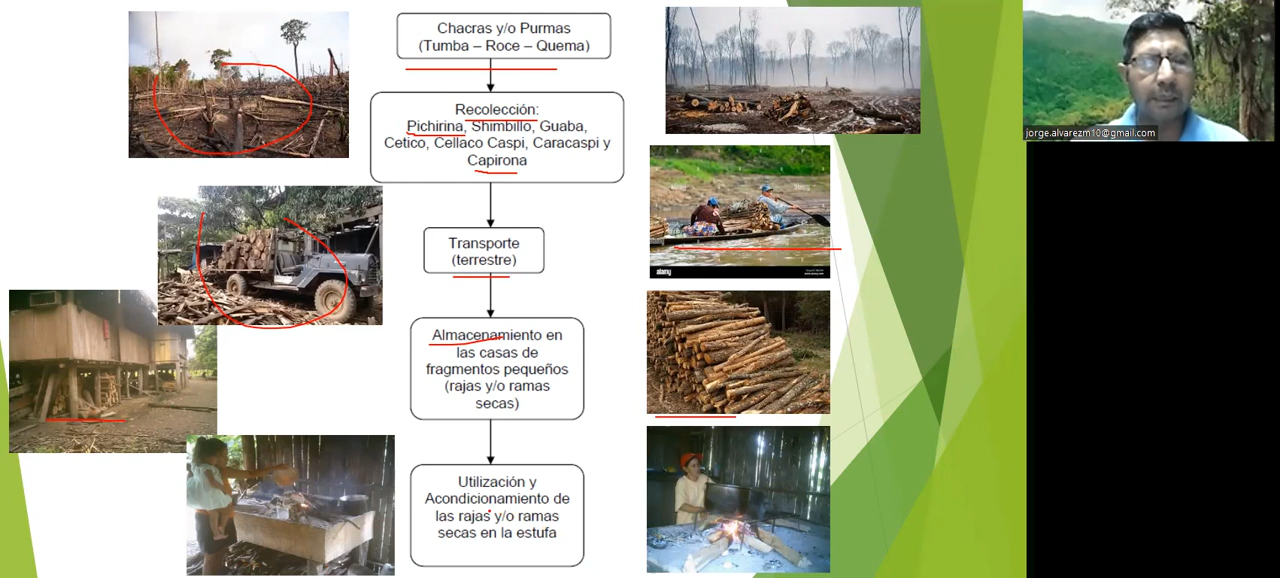 Chacras y/o Purmas
(Tumba – Roce – Quema)
Recolección:
Pichirina, Shimbillo, Guaba,
Cetico, Cellaco Caspi, Caracaspi y
Capirona
Transporte
(terrestre)
Almacenamiento en
las casas de
fragmentos pequeños
(rajas y/o ramas
secas)
Utilización y
Acondicionamiento de
las rajas y/o ramas
secas en la estufa
alamy
jorge.alvarezm10@gmail.com